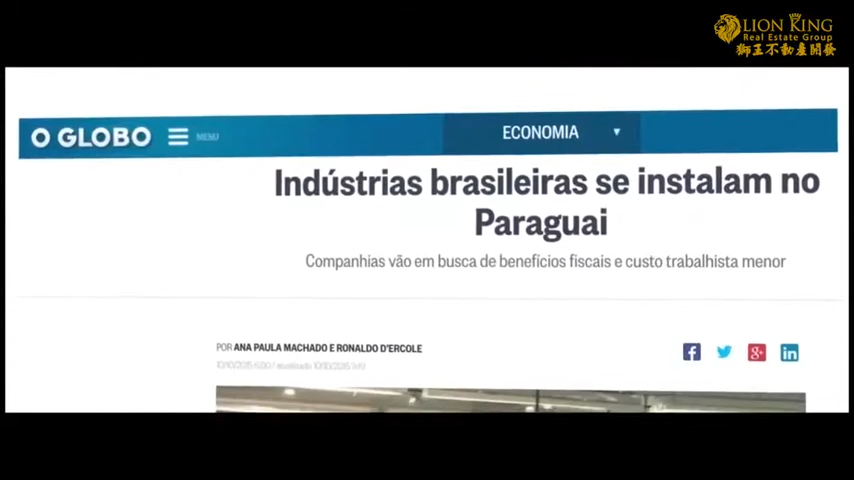 LION KING
Real Estate Group
獅王不動產開發
O GLOBO
MENU
ECONOMIA
Indústrias brasileiras se instalam no
Paraguai
Companhias vão em busca de benefícios fiscais e custo trabalhista menor
POR ANA PAULA MACHADO E RONALDO D'ERCOLE